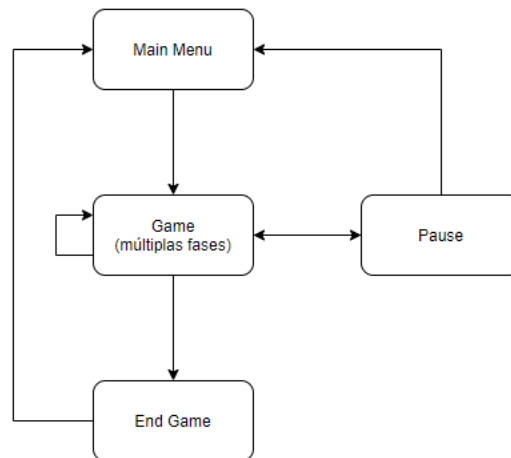 Main Menu
Game
(múltiplas fases)
Pause
End Game